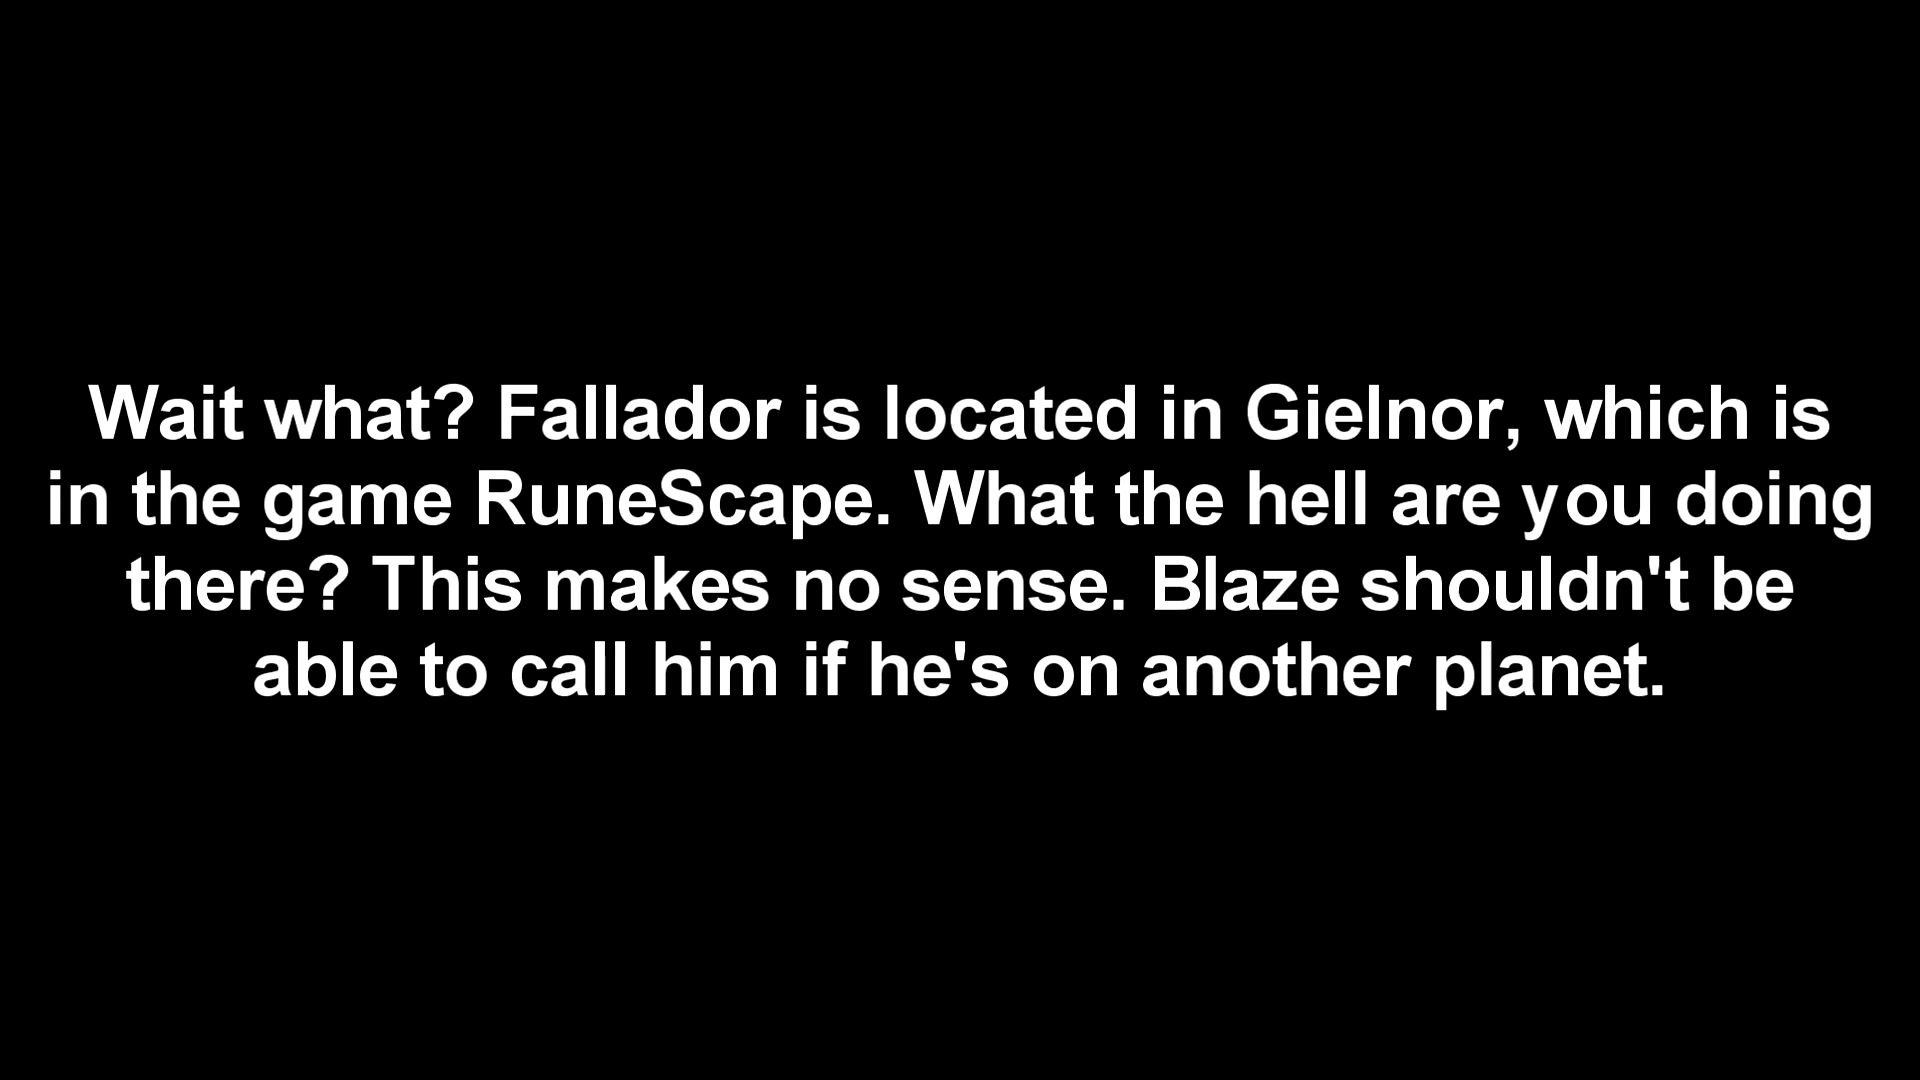 Wait what? Fallador is located in Gielnor, which is
in the game RuneScape. What the hell are you doing
there? This makes no sense. Blaze shouldn't be
able to call him if he's on another planet.